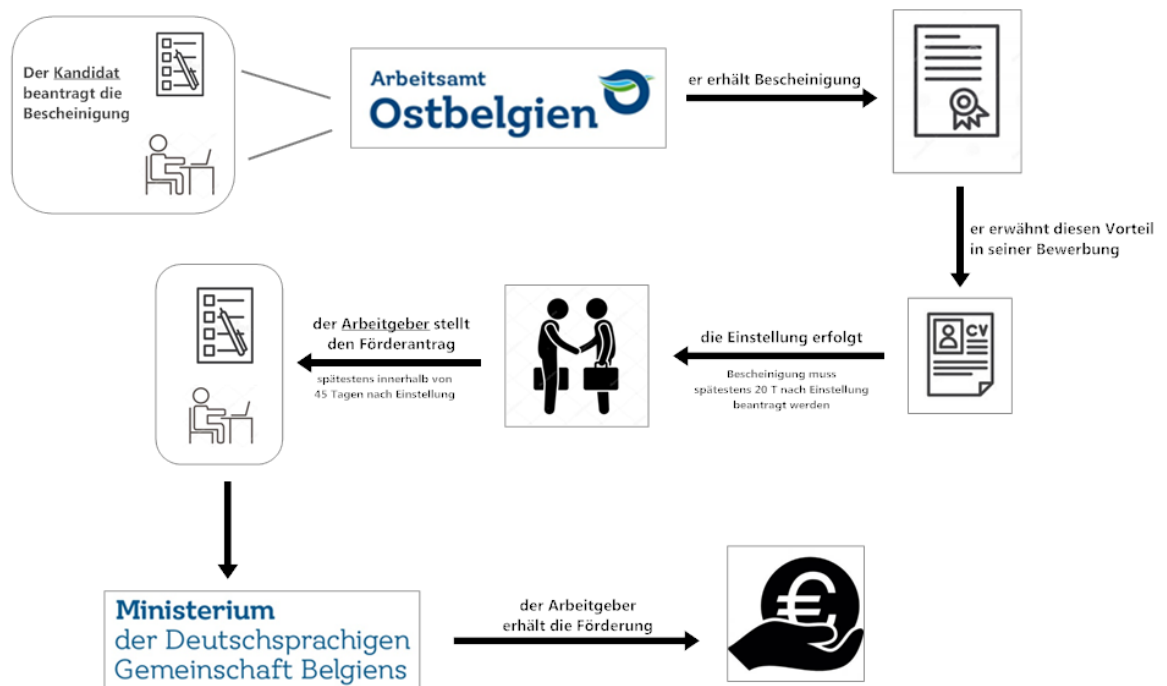 Der Kandidat
beantragt die
Bescheinigung
Arbeitsamt
Ostbelgien
er erhält Bescheinigung
er erwähnt diesen Vorteil
in seiner Bewerbung
CV
die Einstellung erfolgt
Bescheinigung muss
spätestens 20 T nach Einstellung
beantragt werden
der Arbeitgeber stellt
den Förderantrag
spätestens innerhalb von
45 Tagen nach Einstellung
Ministerium
der Deutschsprachigen
Gemeinschaft Belgiens
der Arbeitgeber
erhält die Förderung
€